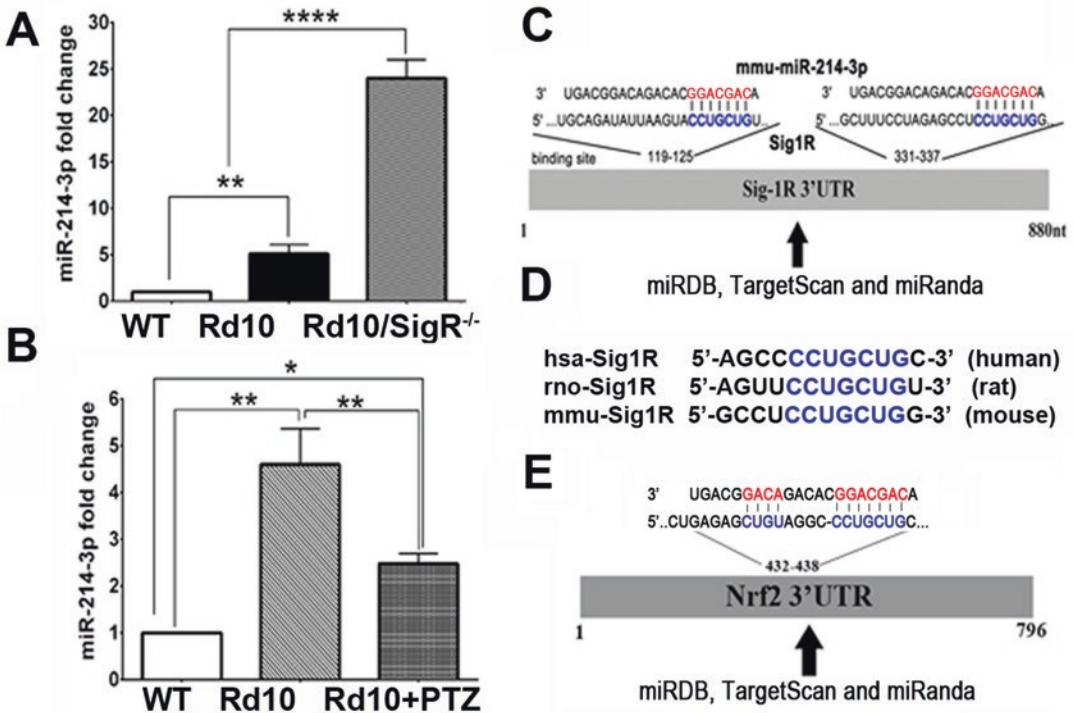 A
miR-214-3p fold change
30
25
20
15
10
5
0
**
****
WT Rd10 Rd10/SigR-/-
B
miR-214-3p fold change
6
5
4
3
2
1
0
*
** **
WT Rd10 Rd10+PTZ
C
mmu-miR-214-3p
3' UGACGGACAGACACGGACGACA 3' UGACGGACAGACACGGACGACA
5' ...UGCAGAUAUUAAGUACCUGCUGU.. 5' ...GCUUUCCUAGAGCCUCCUGCUGG..
Sig1R
binding site 119-125 331-337
Sig-1R 3'UTR
1 880nt
miRDB, TargetScan and miRanda
D
hsa-Sig1R 5'-AGCCCCUGCUGC-3' (human)
rno-Sig1R 5'-AGUUCCUGCUGU-3' (rat)
mmu-Sig1R 5'-GCCUCCUGCUGG-3' (mouse)
E
3' UGACGGACAGACACGGACGACA
5'..CUGAGAGCUGUAGGC-CCUGCUGC...
432-438
Nrf2 3'UTR
1 796
miRDB, TargetScan and miRanda